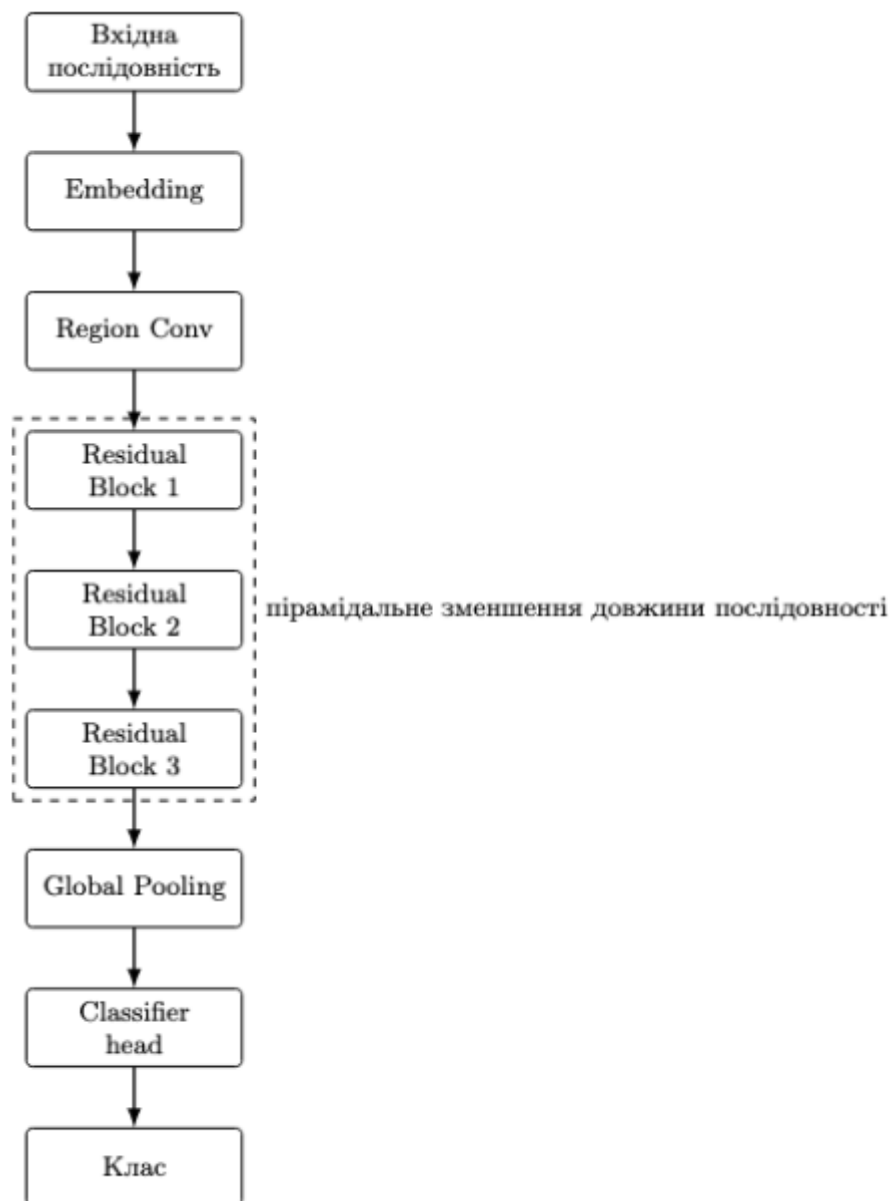 Вхідна
послідовність
Embedding
Region Conv
Residual
Block 1
Residual
Block 2
пірамідальне зменшення довжини послідовності
Residual
Block 3
Global Pooling
Classifier
head
Клас